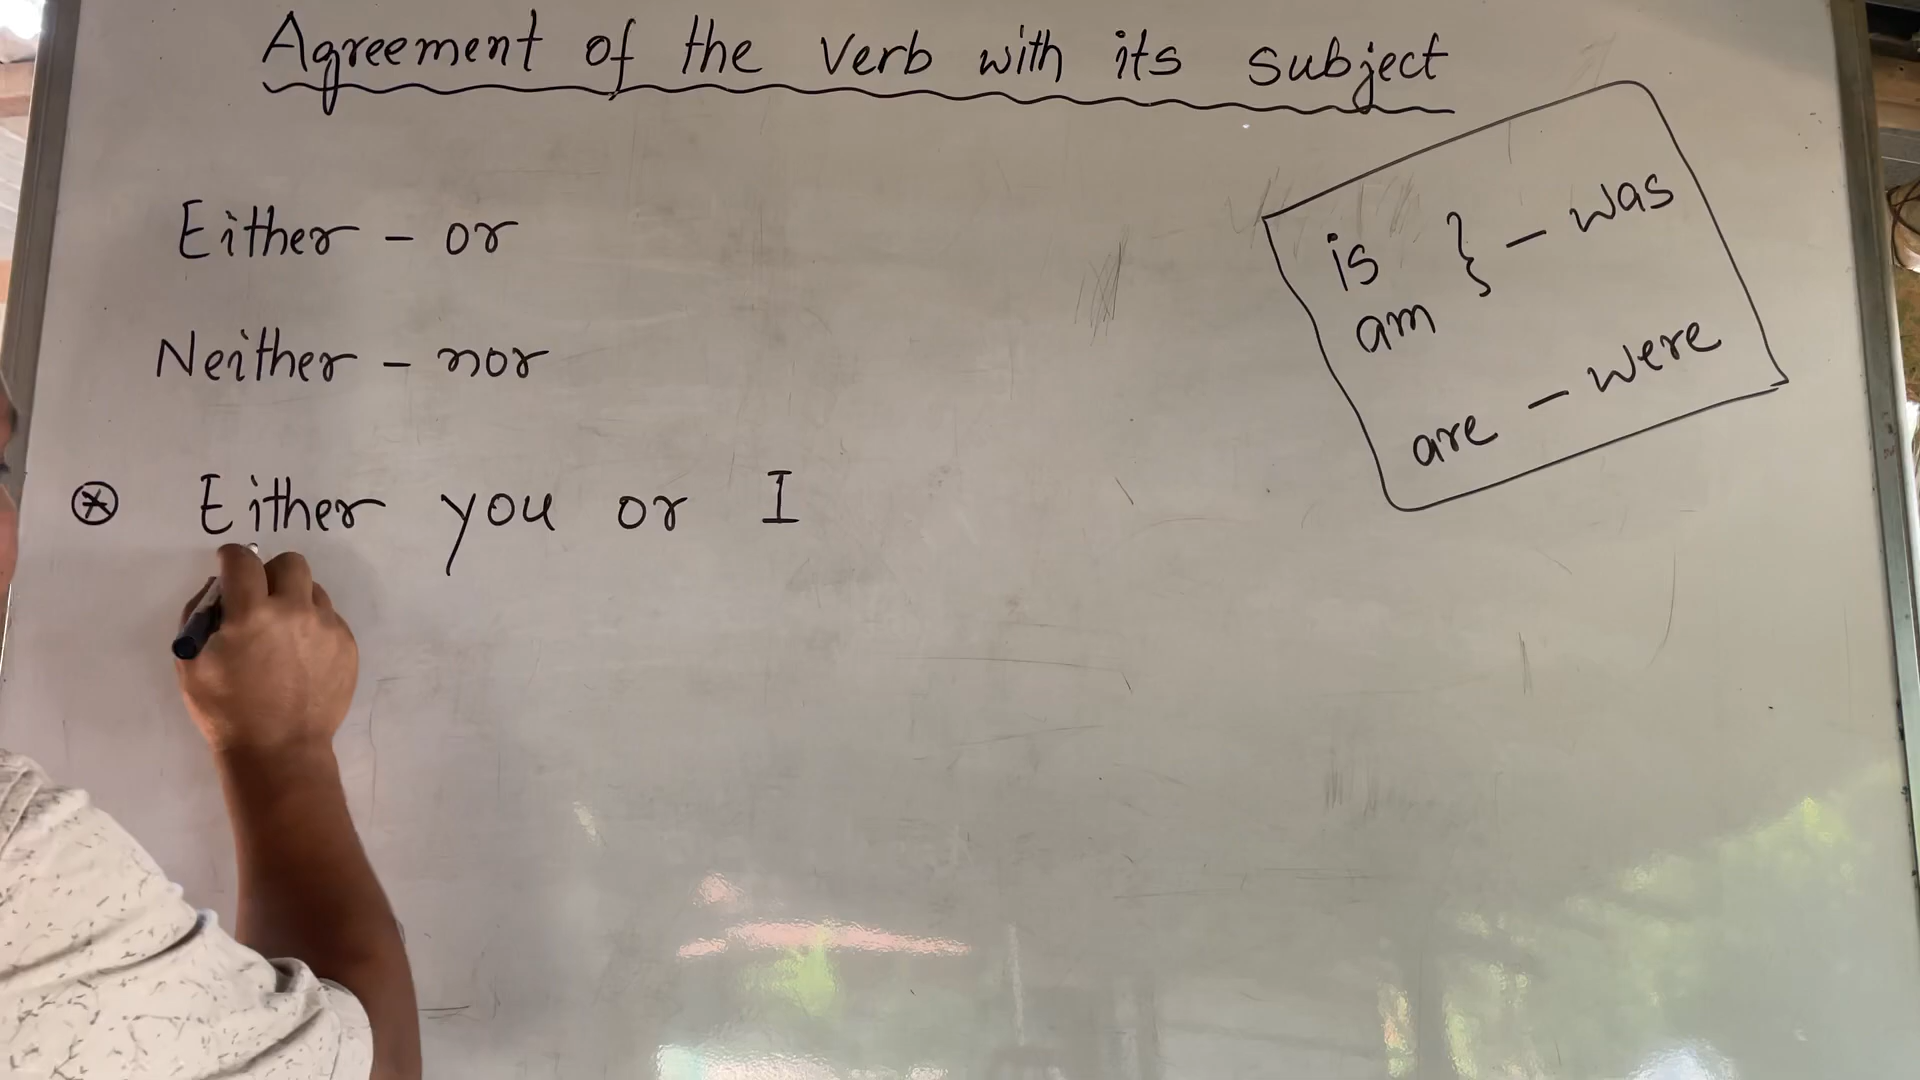 Agreement of the verb with its subject
Either - or
Neither - nor
is
am } - was
are - were
⊛ Either you or I